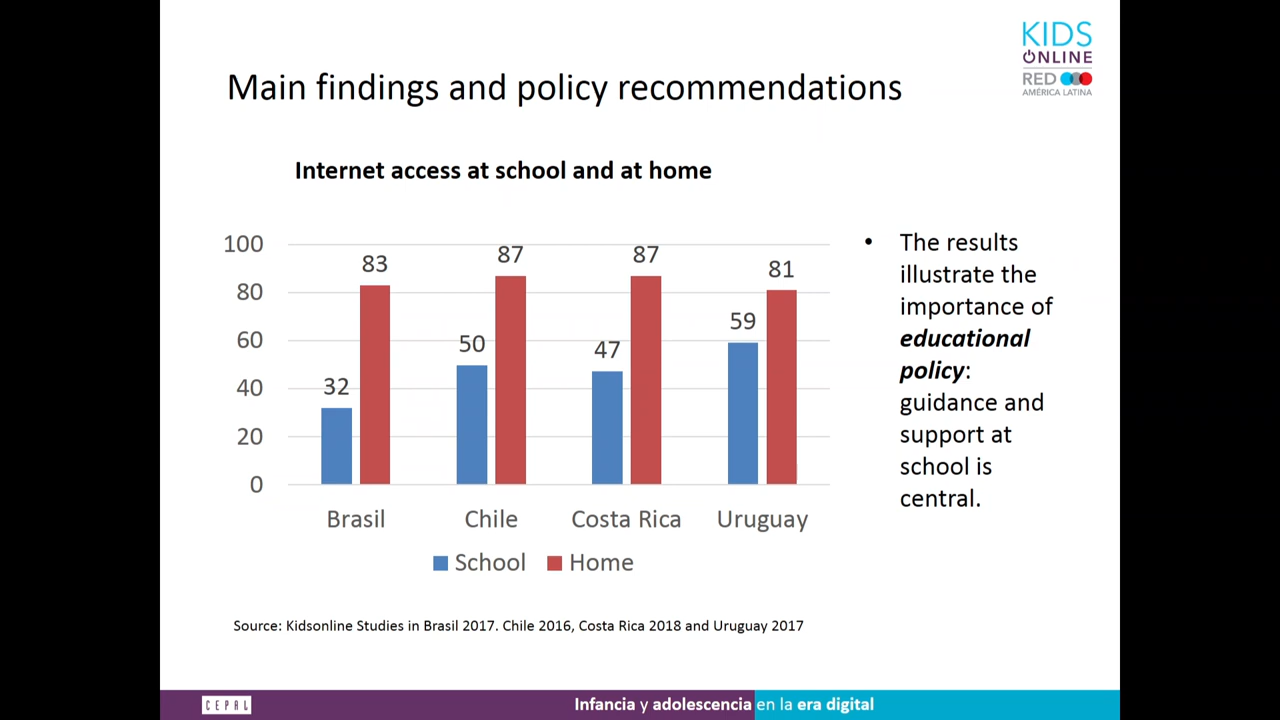 KIDS
ONLINE
RED
AMÉRICA LATINA
Main findings and policy recommendations
Internet access at school and at home
100
80
60
40
20
0
32
83
50
87
47
87
59
81
Brasil
Chile
Costa Rica
Uruguay
School
Home
• The results
illustrate the
importance of
educational
policy:
guidance and
support at
school is
central.
Source: Kidsonline Studies in Brasil 2017. Chile 2016, Costa Rica 2018 and Uruguay 2017
CEPAL
Infancia y adolescencia en la era digital